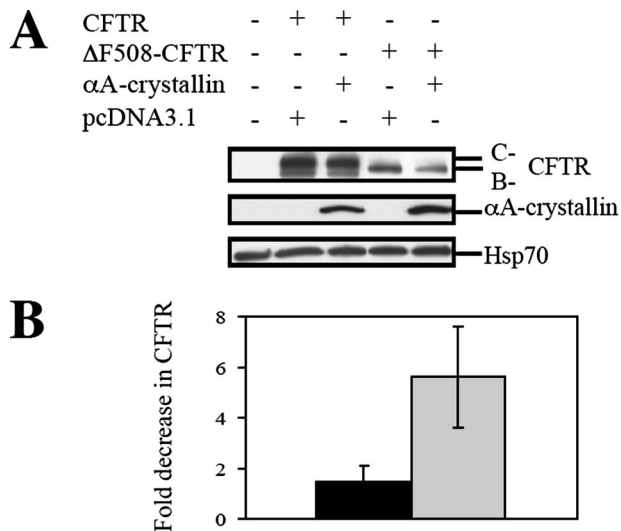 A
CFTR - + + - -
ΔF508-CFTR - - - + +
αA-crystallin - - + - +
pcDNA3.1 - + - + -
C-
CFTR
B-
αA-crystallin
Hsp70
B
Fold decrease in CFTR
8
6
4
2
0